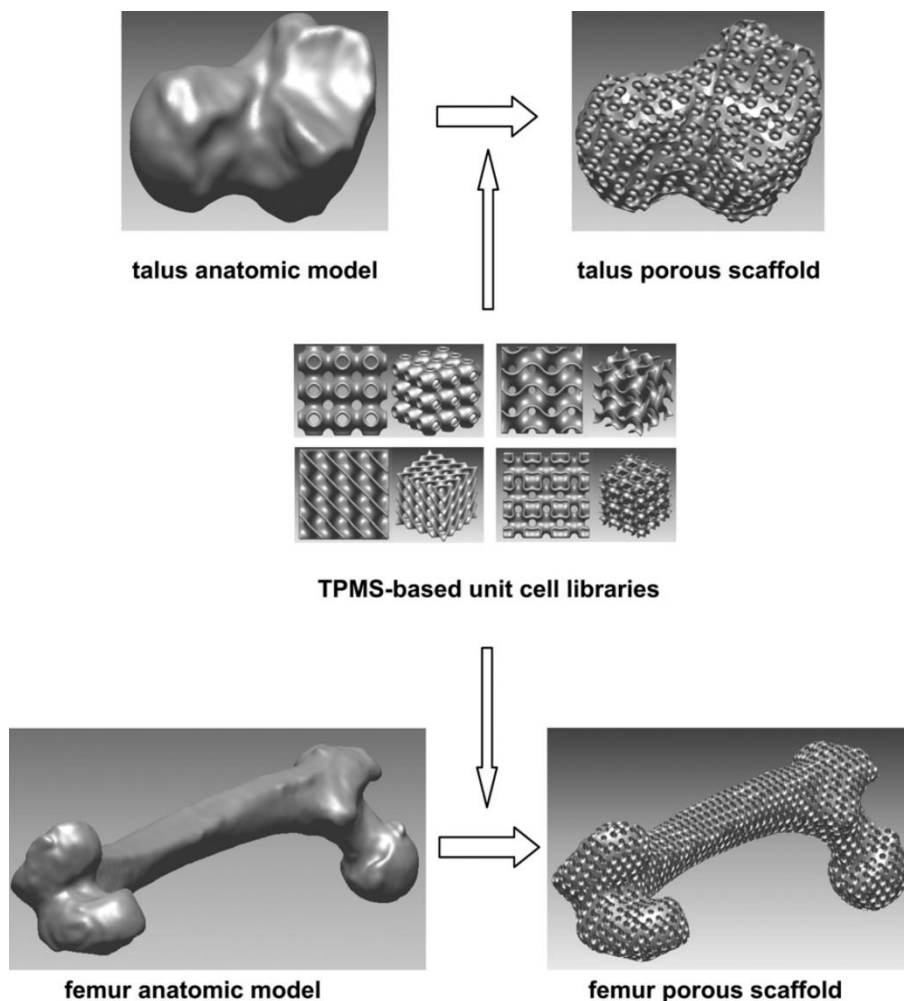 talus anatomic model
talus porous scaffold
TPMS-based unit cell libraries
femur anatomic model
femur porous scaffold